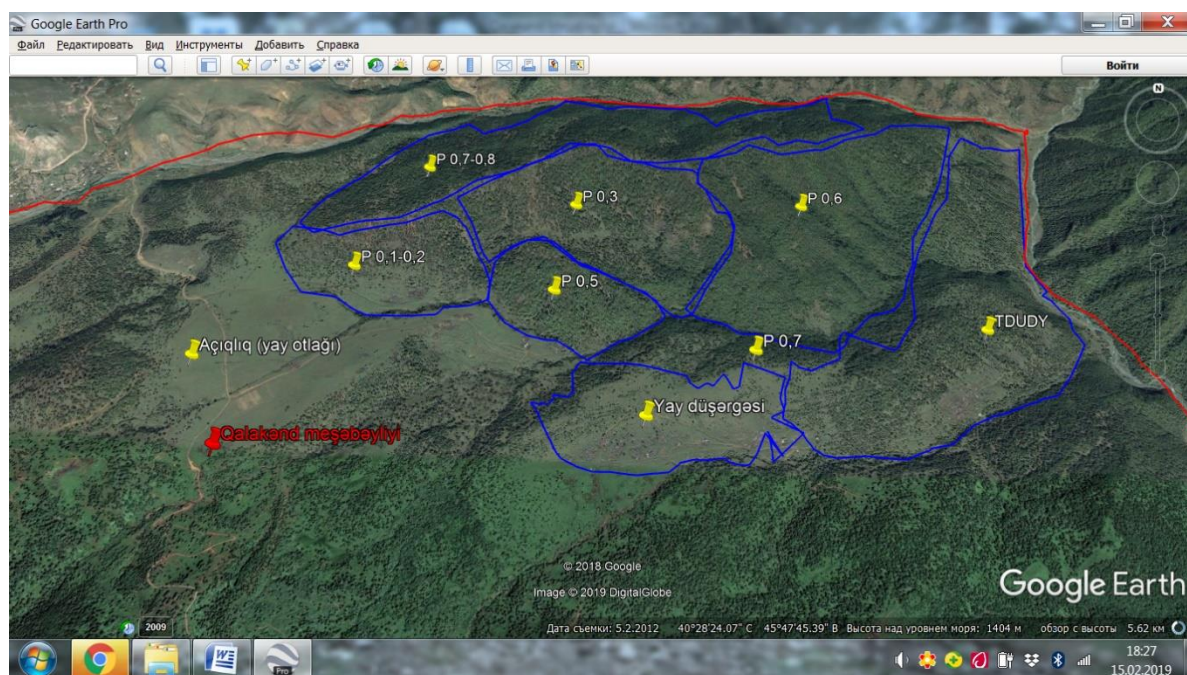 Google Earth Pro
Файл Редактировать Вид Инструменты Добавить Справка
Войти
N
P 0,7-0,8
P 0,3
P 0,6
P 0,1-0,2
P 0,5
TDUDY
Açıqlıq (yay otlağı)
P 0,7
Yay düşərgəsi
Qalakənd meşəbəyliyi
© 2018 Google
Image © 2019 DigitalGlobe
Google Earth
2009
Дата съемки: 5.2.2012 40°28'24.07" С 45°47'45.39" В Высота над уровнем моря: 1404 м обзор с высоты 5.62 км
Pro
18:27
15.02.2019